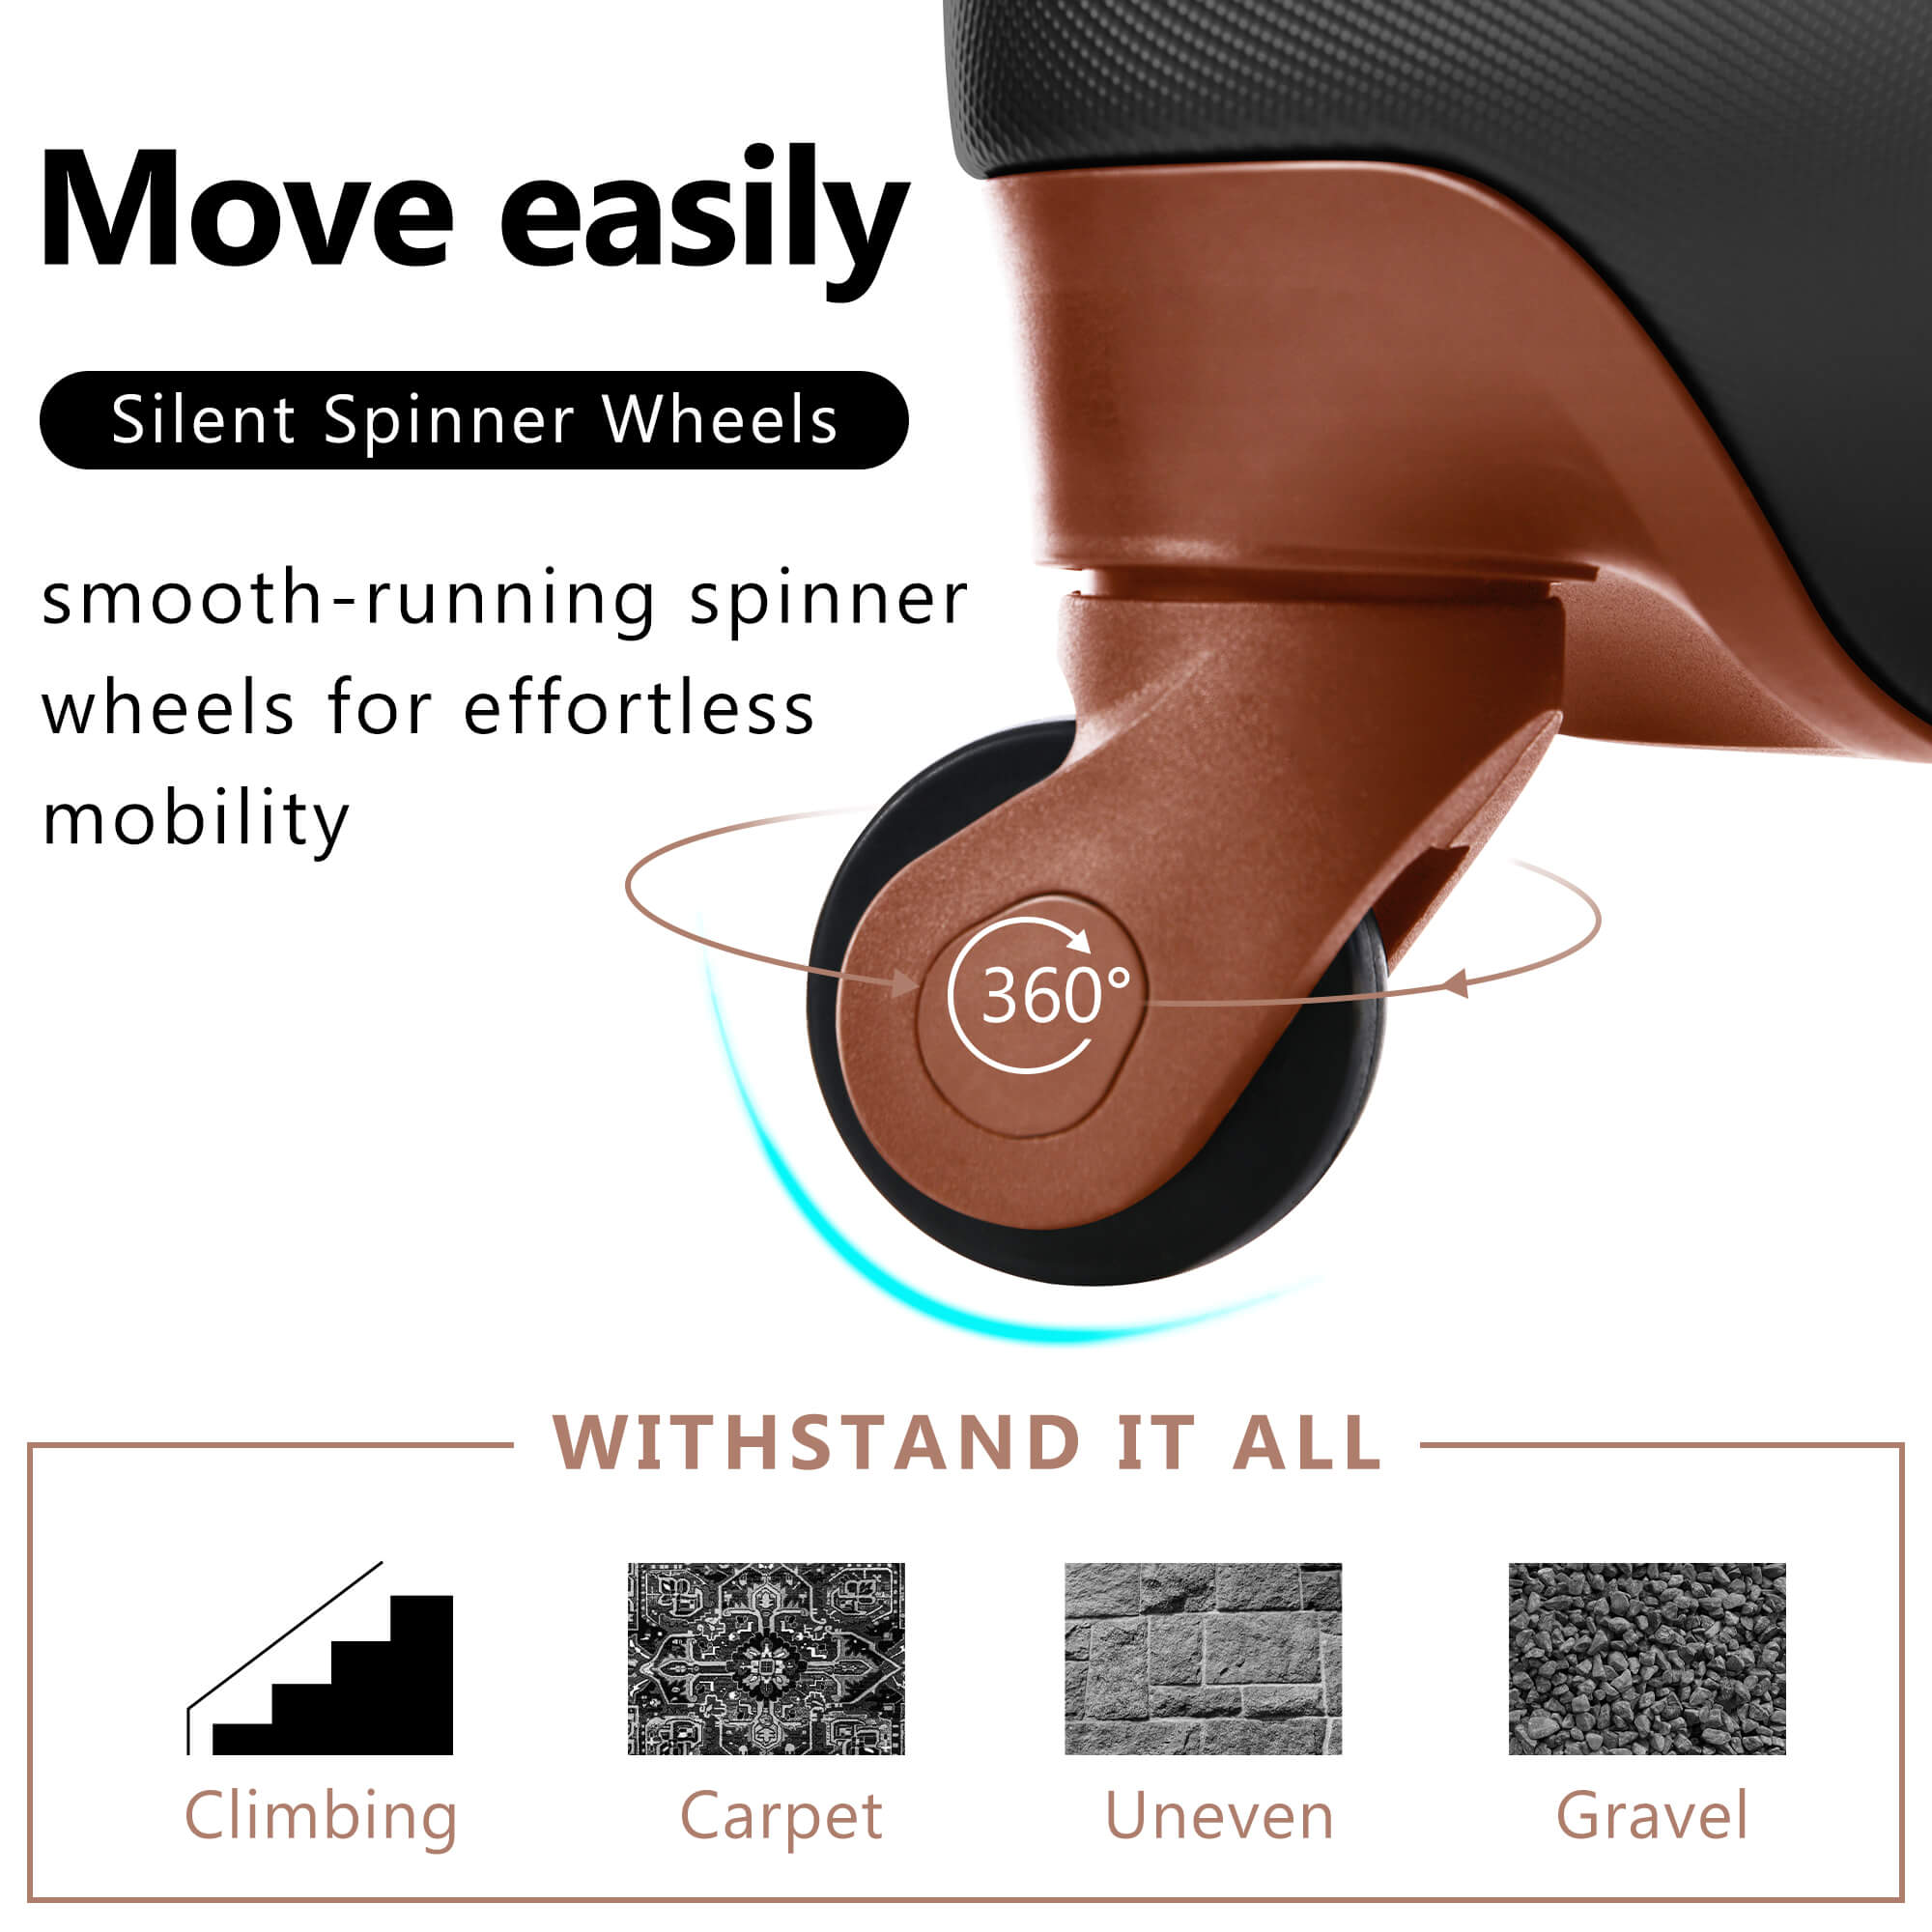 Move easily
Silent Spinner Wheels
smooth-running spinner
wheels for effortless
mobility
360°
WITHSTAND IT ALL
Climbing
Carpet
Uneven
Gravel